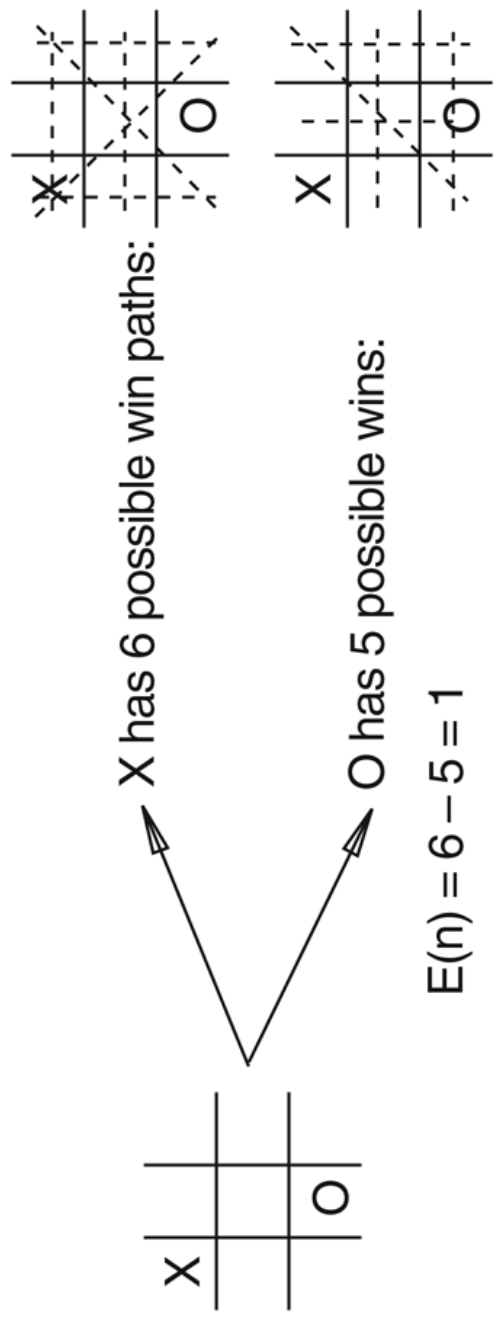 X
O
X has 6 possible win paths:
X
O
O has 5 possible wins:
X
O
E(n) = 6 – 5 = 1